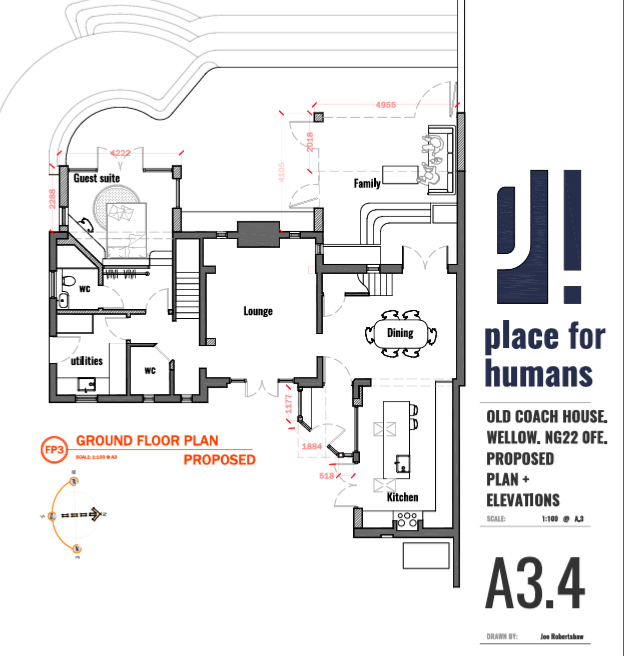 4955
2018
4105
4222
Guest suite
2288
Family
WC
Lounge
Dining
utilities
WC
1177
1884
518
Kitchen
FP3
GROUND FLOOR PLAN
SCALE: 1:100 @ A3
PROPOSED
place for
humans
OLD COACH HOUSE.
WELLOW. NG22 0FE.
PROPOSED
PLAN +
ELEVATIONS
SCALE: 1:100 @ A.3
A3.4
DRAWN BY: Joe Robertshaw